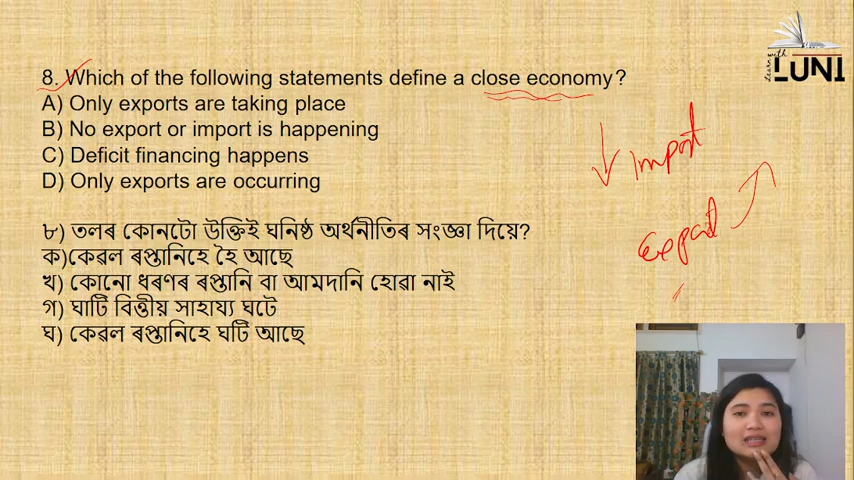 Learn with
LUNI
8. Which of the following statements define a close economy?
A) Only exports are taking place
B) No export or import is happening
C) Deficit financing happens
D) Only exports are occurring
Import
Export
৮) তলৰ কোনটো উক্তিই ঘনিষ্ঠ অৰ্থনীতিৰ সংজ্ঞা দিয়ে?
ক)কেৱল ৰপ্তানিহে হৈ আছে
খ) কোনো ধৰণৰ ৰপ্তানি বা আমদানি হোৱা নাই
গ) ঘাটি বিত্তীয় সাহায্য ঘটে
ঘ) কেৱল ৰপ্তানিহে ঘটি আছে